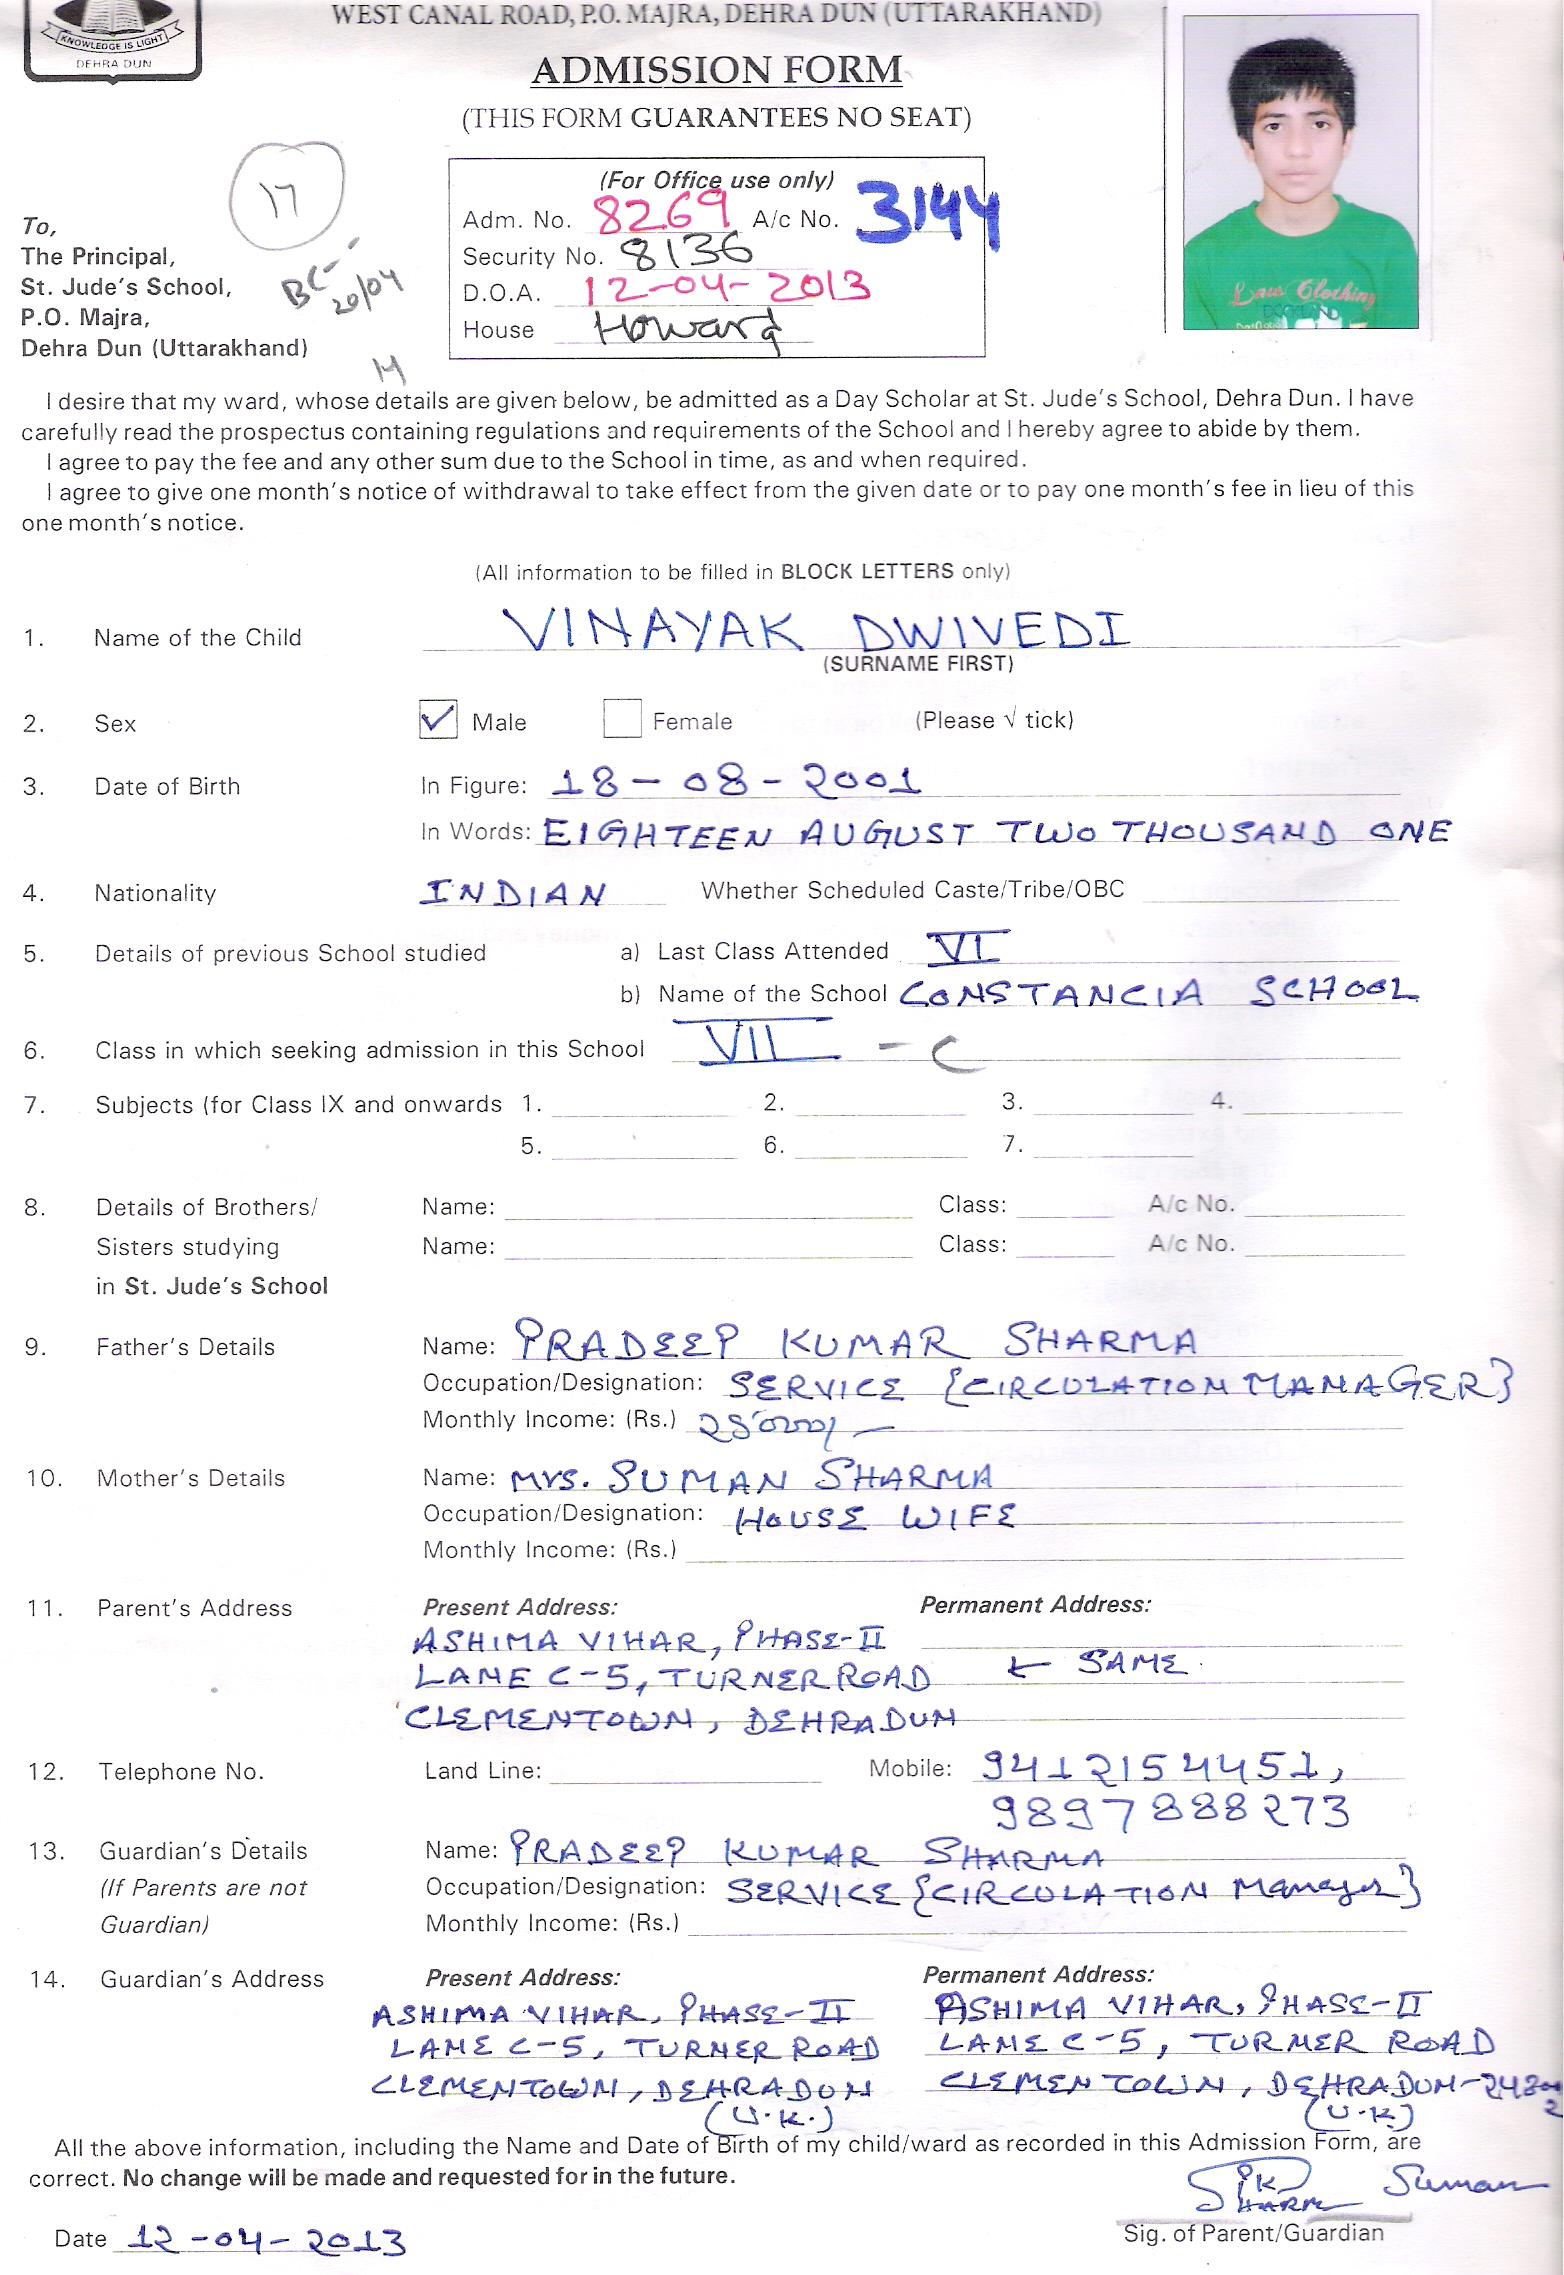 WEST CANAL ROAD, P.O. MAJRA, DEHRA DUN (UTTARAKHAND)
KNOWLEDGE IS LIGHT
DEHRA DUN
ADMISSION FORM
(THIS FORM GUARANTEES NO SEAT)
17
(For Office use only)
Adm. No. 8269 A/c No. 3144
Security No. 8136
D.O.A. 12-04-2013
House Howard
To,
The Principal,
St. Jude's School,
P.O. Majra,
Dehra Dun (Uttarakhand)
BC-
20/04
Laus Clothing
DOCKLAND
I desire that my ward, whose details are given below, be admitted as a Day Scholar at St. Jude's School, Dehra Dun. I have
carefully read the prospectus containing regulations and requirements of the School and I hereby agree to abide by them.
I agree to pay the fee and any other sum due to the School in time, as and when required.
I agree to give one month's notice of withdrawal to take effect from the given date or to pay one month's fee in lieu of this
one month's notice.
(All information to be filled in BLOCK LETTERS only)
1. Name of the Child VINAYAK DWIVEDI
(SURNAME FIRST)
2. Sex Male Female (Please √ tick)
3. Date of Birth In Figure: 18-08-2001
In Words: EIGHTEEN AUGUST TWO THOUSAND ONE
4. Nationality INDIAN Whether Scheduled Caste/Tribe/OBC
5. Details of previous School studied a) Last Class Attended VI
b) Name of the School CONSTANCIA SCHOOL
6. Class in which seeking admission in this School VII - C
7. Subjects (for Class IX and onwards 1. 2. 3. 4.
5. 6. 7.
8. Details of Brothers/ Name: Class: A/c No.
Sisters studying Name: Class: A/c No.
in St. Jude's School
9. Father's Details Name: PRADEEP KUMAR SHARMA
Occupation/Designation: SERVICE {CIRCULATION MANAGER}
Monthly Income: (Rs.)
10. Mother's Details Name: Mrs. SUMAN SHARMA
Occupation/Designation: HOUSE WIFE
Monthly Income: (Rs.)
11. Parent's Address Present Address: Permanent Address:
ASHIMA VIHAR, PHASE-II
LANE C-5, TURNER ROAD ← SAME
CLEMENTOWN, DEHRADUN
12. Telephone No. Land Line: Mobile: 9412154451,
9897888273
13. Guardian's Details Name: PRADEEP KUMAR SHARMA
(If Parents are not Occupation/Designation: SERVICE {CIRCULATION Manager}
Guardian) Monthly Income: (Rs.)
14. Guardian's Address Present Address: Permanent Address:
ASHIMA VIHAR, PHASE-II ASHIMA VIHAR, PHASE-II
LANE C-5, TURNER ROAD LANE C-5, TURNER ROAD
CLEMENTOWN, DEHRADUN CLEMENTOWN, DEHRADUN-
(U.K.) (U.K.)
All the above information, including the Name and Date of Birth of my child/ward as recorded in this Admission Form, are
correct. No change will be made and requested for in the future.
PK SHARM Suman
Date 12-04-2013 Sig. of Parent/Guardian